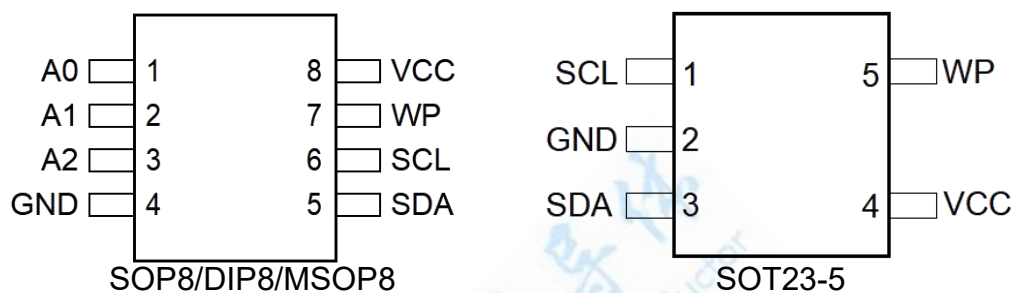 A0 1 8 VCC
A1 2 7 WP
A2 3 6 SCL
GND 4 5 SDA
SOP8/DIP8/MSOP8
SCL 1 5 WP
GND 2
SDA 3 4 VCC
SOT23-5